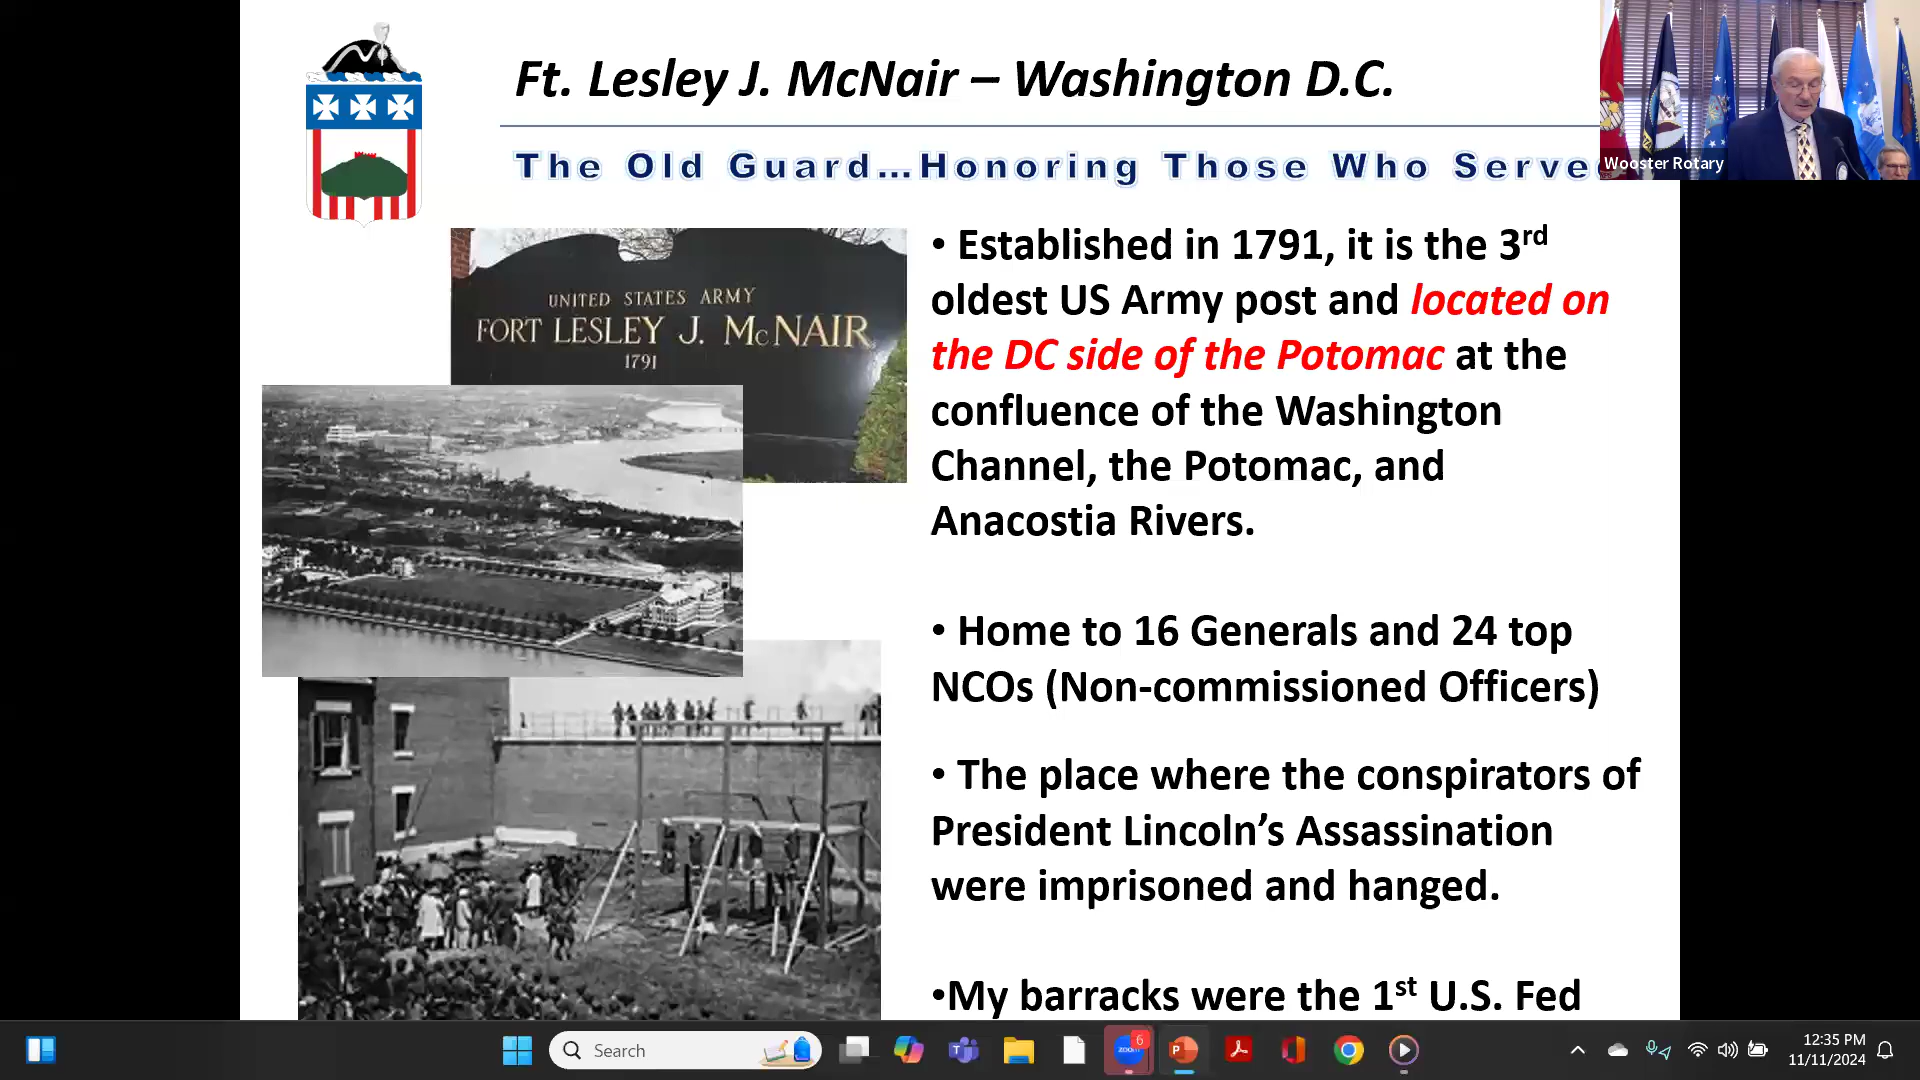 Ft. Lesley J. McNair – Washington D.C.
The Old Guard...Honoring Those Who Serve
Wooster Rotary
UNITED STATES ARMY
FORT LESLEY J. McNAIR
1791
• Established in 1791, it is the 3rd
oldest US Army post and located on
the DC side of the Potomac at the
confluence of the Washington
Channel, the Potomac, and
Anacostia Rivers.
• Home to 16 Generals and 24 top
NCOs (Non-commissioned Officers)
• The place where the conspirators of
President Lincoln’s Assassination
were imprisoned and hanged.
•My barracks were the 1st U.S. Fed
Search
zoom
6
12:35 PM
11/11/2024